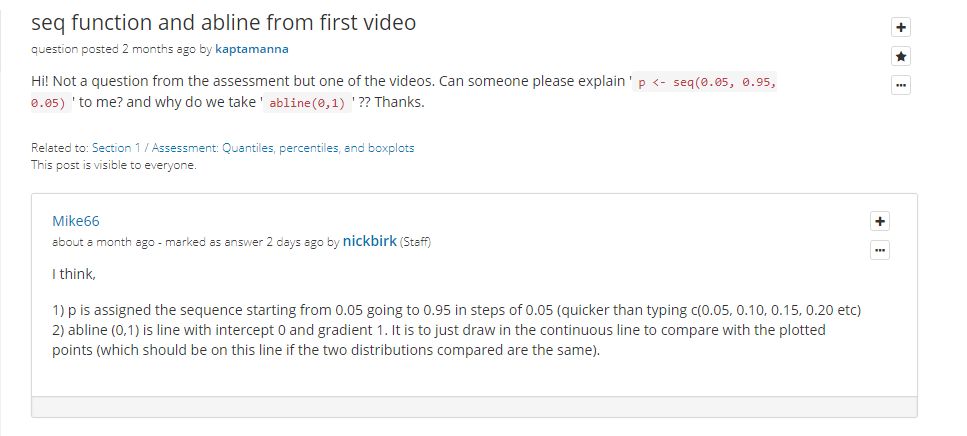 seq function and abline from first video
question posted 2 months ago by kaptamanna
Hi! Not a question from the assessment but one of the videos. Can someone please explain ' p <- seq(0.05, 0.95,
0.05) ' to me? and why do we take ' abline(0,1) ' ?? Thanks.
Related to: Section 1 / Assessment: Quantiles, percentiles, and boxplots
This post is visible to everyone.
Mike66
about a month ago - marked as answer 2 days ago by nickbirk (Staff)
I think,
1) p is assigned the sequence starting from 0.05 going to 0.95 in steps of 0.05 (quicker than typing c(0.05, 0.10, 0.15, 0.20 etc)
2) abline (0,1) is line with intercept 0 and gradient 1. It is to just draw in the continuous line to compare with the plotted
points (which should be on this line if the two distributions compared are the same).